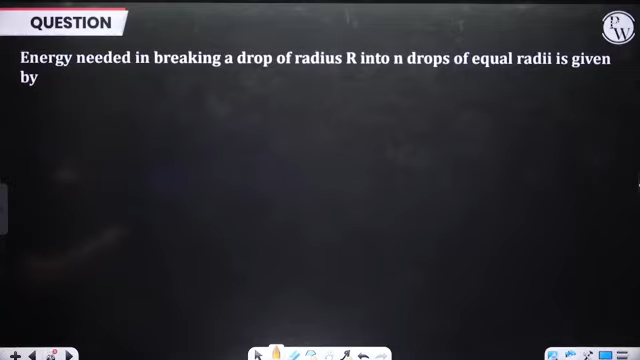 QUESTION
P
W
Energy needed in breaking a drop of radius R into n drops of equal radii is given
by